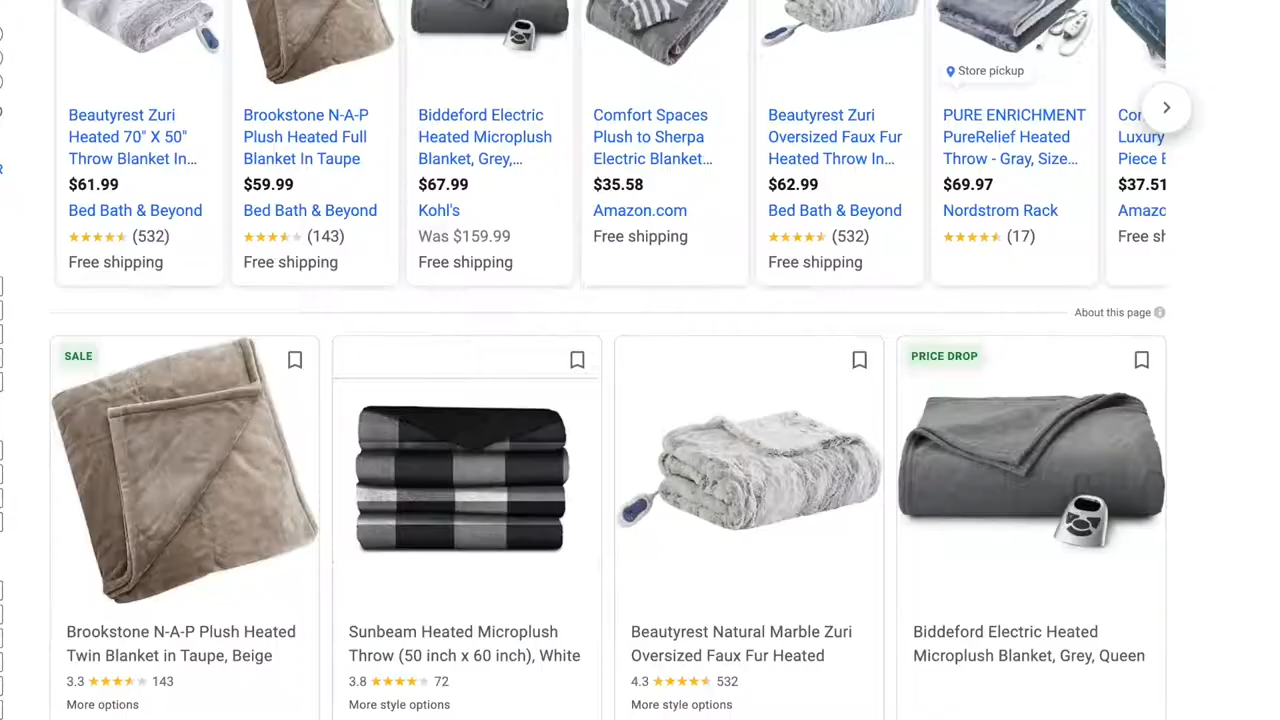 Store pickup
Beautyrest Zuri
Heated 70" X 50"
Throw Blanket In...
$61.99
Bed Bath & Beyond
(532)
Free shipping
Brookstone N-A-P
Plush Heated Full
Blanket In Taupe
$59.99
Bed Bath & Beyond
(143)
Free shipping
Biddeford Electric
Heated Microplush
Blanket, Grey,...
$67.99
Kohl's
Was $159.99
Free shipping
Comfort Spaces
Plush to Sherpa
Electric Blanket...
$35.58
Amazon.com
Free shipping
Beautyrest Zuri
Oversized Faux Fur
Heated Throw In...
$62.99
Bed Bath & Beyond
(532)
Free shipping
PURE ENRICHMENT
PureRelief Heated
Throw - Gray, Size...
$69.97
Nordstrom Rack
(17)
Luxury
Piece
$37.51
Free
About this page
SALE
Brookstone N-A-P Plush Heated
Twin Blanket in Taupe, Beige
3.3 143
More options
Sunbeam Heated Microplush
Throw (50 inch x 60 inch), White
3.8 72
More style options
Beautyrest Natural Marble Zuri
Oversized Faux Fur Heated
4.3 532
More style options
PRICE DROP
Biddeford Electric Heated
Microplush Blanket, Grey, Queen